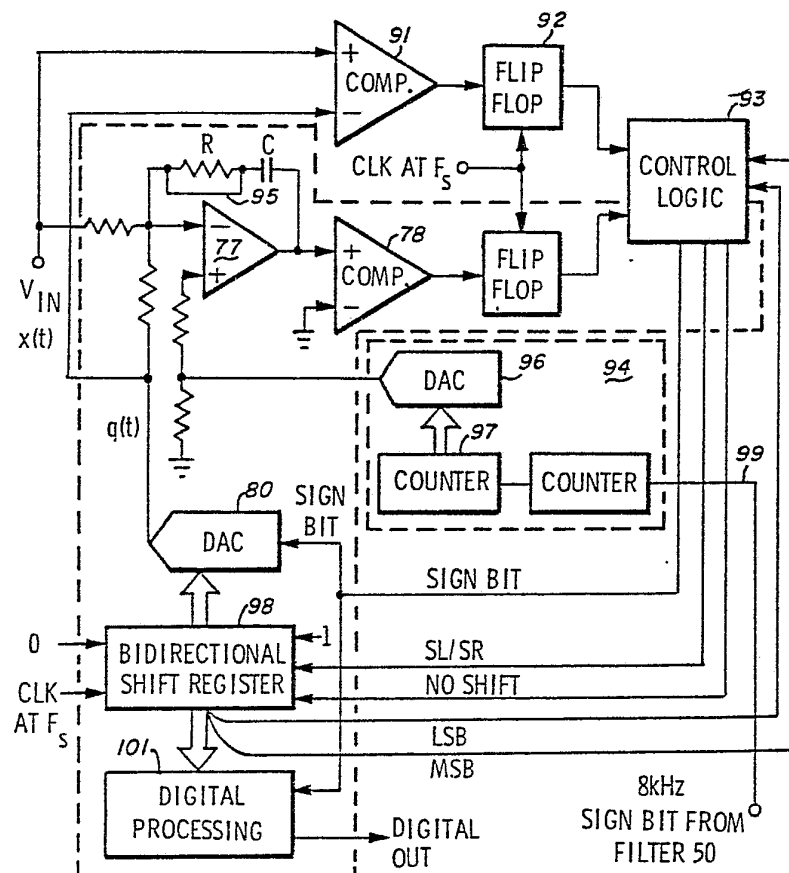 91
+
COMP.
−
92
FLIP
FLOP
93
CONTROL
LOGIC
CLK AT Fs
R
C
95
−
77
+
78
+
COMP.
−
FLIP
FLOP
VIN
x(t)
q(t)
DAC
96
94
97
COUNTER
COUNTER
99
80
DAC
SIGN
BIT
SIGN BIT
98
0
1
BIDIRECTIONAL
SHIFT REGISTER
SL/SR
NO SHIFT
CLK
AT Fs
LSB
MSB
101
DIGITAL
PROCESSING
DIGITAL
OUT
8kHz
SIGN BIT FROM
FILTER 50